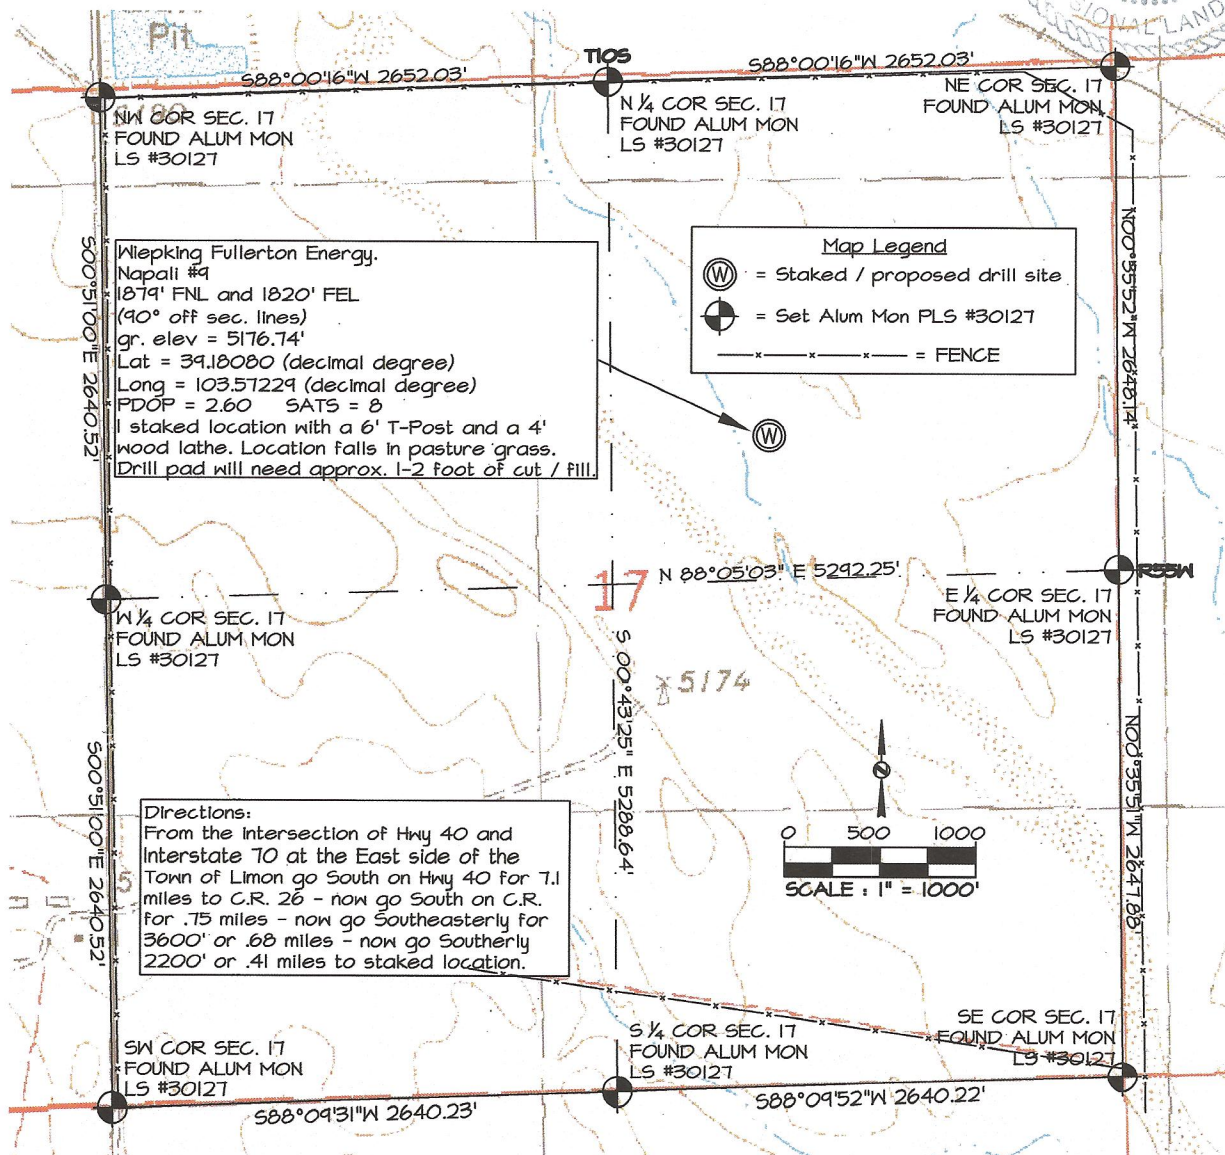 SIONAL LAND
Pit
T10S
S88°00'16"W 2652.03'
S88°00'16"W 2652.03'
5180
NW COR SEC. 17
FOUND ALUM MON
LS #30127
N 1/4 COR SEC. 17
FOUND ALUM MON
LS #30127
NE COR SEC. 17
FOUND ALUM MON
LS #30127
S00°51'00"E 2640.52'
Wiepking Fullerton Energy.
Napali #9
1879' FNL and 1820' FEL
(90° off sec. lines)
gr. elev = 5176.74'
Lat = 39.18080 (decimal degree)
Long = 103.57229 (decimal degree)
PDOP = 2.60 SATS = 8
I staked location with a 6' T-Post and a 4'
wood lathe. Location falls in pasture grass.
Drill pad will need approx. 1-2 foot of cut / fill.
Map Legend
W = Staked / proposed drill site
= Set Alum Mon PLS #30127
= FENCE
N00°35'52"W 2648.14'
W
17
N 88°05'03" E 5292.25'
R55W
W 1/4 COR SEC. 17
FOUND ALUM MON
LS #30127
E 1/4 COR SEC. 17
FOUND ALUM MON
LS #30127
S 00°43'25" E 5288.64'
5174
S00°51'00"E 2640.52'
N00°35'51"W 2647.88'
N
Directions:
From the intersection of Hwy 40 and
Interstate 70 at the East side of the
Town of Limon go South on Hwy 40 for 7.1
miles to C.R. 26 - now go South on C.R.
for .75 miles - now go Southeasterly for
3600' or .68 miles - now go Southerly
2200' or .41 miles to staked location.
5
0 500 1000
SCALE : 1" = 1000'
SW COR SEC. 17
FOUND ALUM MON
LS #30127
S 1/4 COR SEC. 17
FOUND ALUM MON
LS #30127
SE COR SEC. 17
FOUND ALUM MON
LS #30127
S88°09'31"W 2640.23'
S88°09'52"W 2640.22'